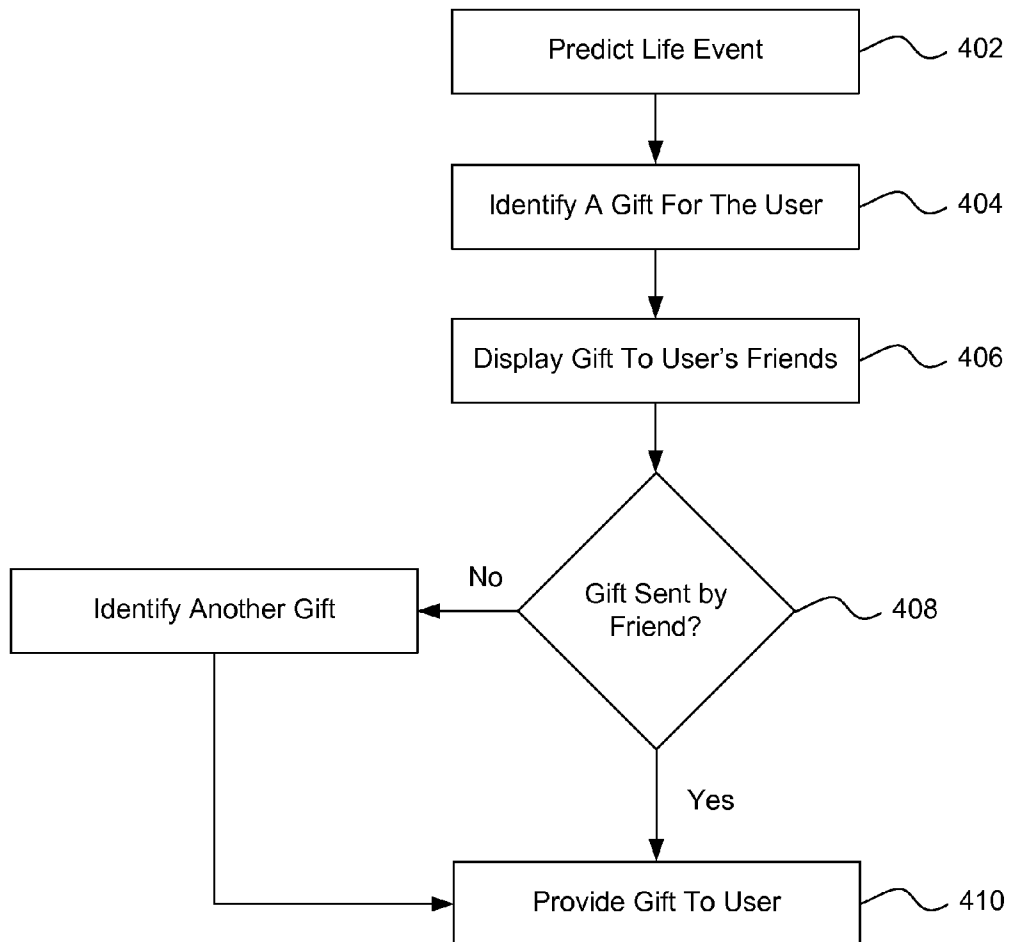 Predict Life Event
402
Identify A Gift For The User
404
Display Gift To User's Friends
406
No
Identify Another Gift
Gift Sent by
Friend?
408
Yes
Provide Gift To User
410